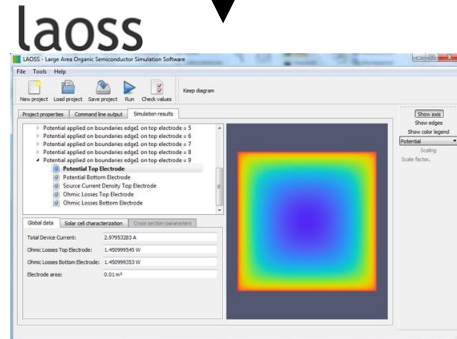 laoss
LAOSS - Large Area Organic Semiconductor Simulation Software
File Tools Help
New project Load project Save project Run Check values Keep diagram
Project properties Command line output Simulation results
Potential applied on boundaries edge1 on top electrode = 5
Potential applied on boundaries edge1 on top electrode = 6
Potential applied on boundaries edge1 on top electrode = 7
Potential applied on boundaries edge1 on top electrode = 8
Potential applied on boundaries edge1 on top electrode = 9
Potential Top Electrode
Potential Bottom Electrode
Source Current Density Top Electrode
Ohmic Losses Top Electrode
Ohmic Losses Bottom Electrode
Global data Solar cell characterization Cross section parameters
Total Device Current: 2.97953283 A
Ohmic Losses Top Electrode: 1.450999545 W
Ohmic Losses Bottom Electrode: 1.450999353 W
Electrode area: 0.01 m²
Show axis
Show edges
Show color legend
Potential
Scaling
Scale factor.